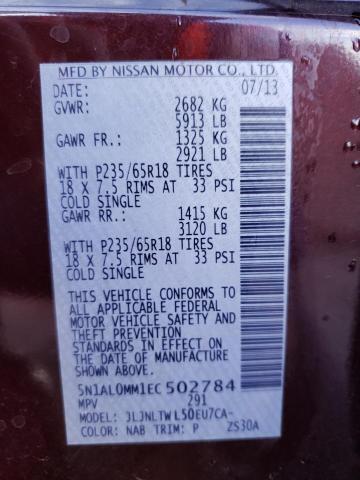 MFD BY NISSAN MOTOR CO., LTD.
DATE: 07/13
GVWR: 2682 KG
5913 LB
GAWR FR.: 1325 KG
2921 LB
WITH P235/65R18 TIRES
18 X 7.5 RIMS AT 33 PSI
COLD SINGLE
GAWR RR.: 1415 KG
3120 LB
WITH P235/65R18 TIRES
18 X 7.5 RIMS AT 33 PSI
COLD SINGLE
THIS VEHICLE CONFORMS TO
ALL APPLICABLE FEDERAL
MOTOR VEHICLE SAFETY AND
THEFT PREVENTION
STANDARDS IN EFFECT ON
THE DATE OF MANUFACTURE
SHOWN ABOVE.
5N1AL0MM1EC502784
MPV 291
MODEL: JLJNLTWL50EU7CA-
COLOR: NAB TRIM: P ZS30A